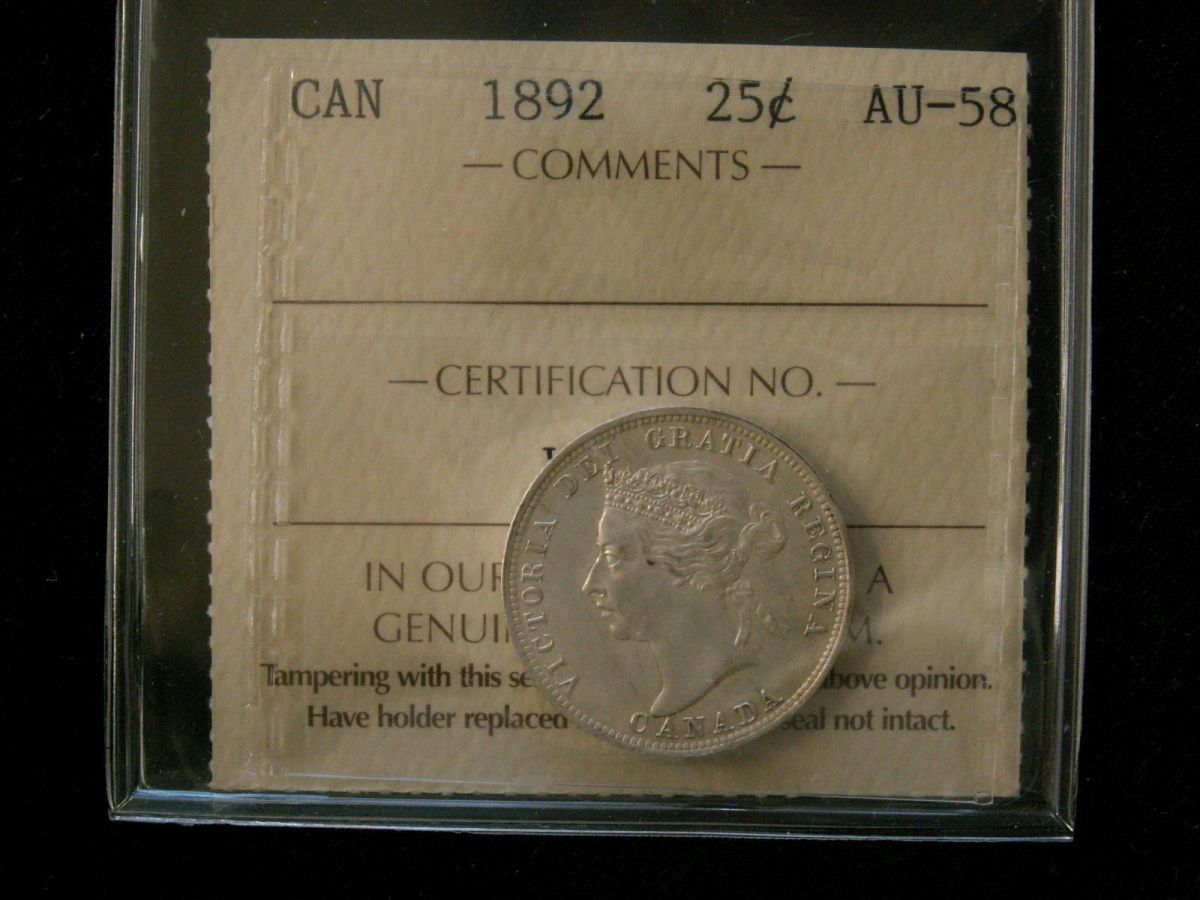 CAN 1892 25¢ AU-58
— COMMENTS —
— CERTIFICATION NO. —
VICTORIA DEI GRATIA REGINA
CANADA
IN OUR A
GENUI M.
Tampering with this se above opinion.
Have holder replaced seal not intact.